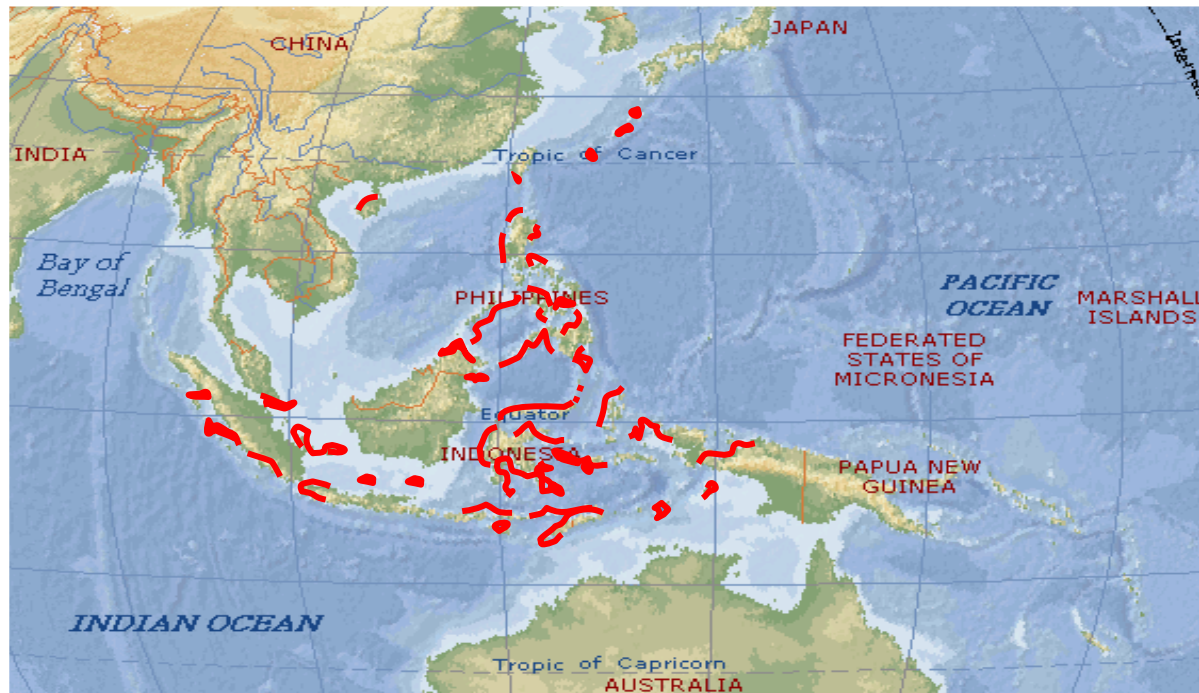 JAPAN
CHINA
Tropic of Cancer
INDIA
Bay of
Bengal
PACIFIC
OCEAN
PHILIPPINES
MARSHALL
ISLANDS
FEDERATED
STATES OF
MICRONESIA
Equator
INDONESIA
PAPUA NEW
GUINEA
INDIAN OCEAN
Tropic of Capricorn
AUSTRALIA